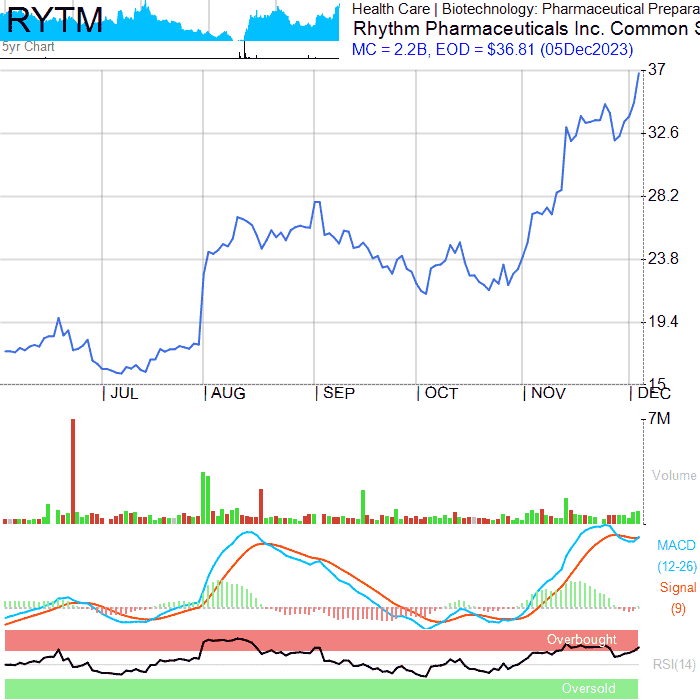 RYTM
5yr Chart
Health Care | Biotechnology: Pharmaceutical Prepara
Rhythm Pharmaceuticals Inc. Common S
MC = 2.2B, EOD = $36.81 (05Dec2023)
37
32.6
28.2
23.8
19.4
15
JUL AUG SEP OCT NOV DEC
7M
Volume
MACD
(12-26)
Signal
(9)
Overbought
RSI(14)
Oversold